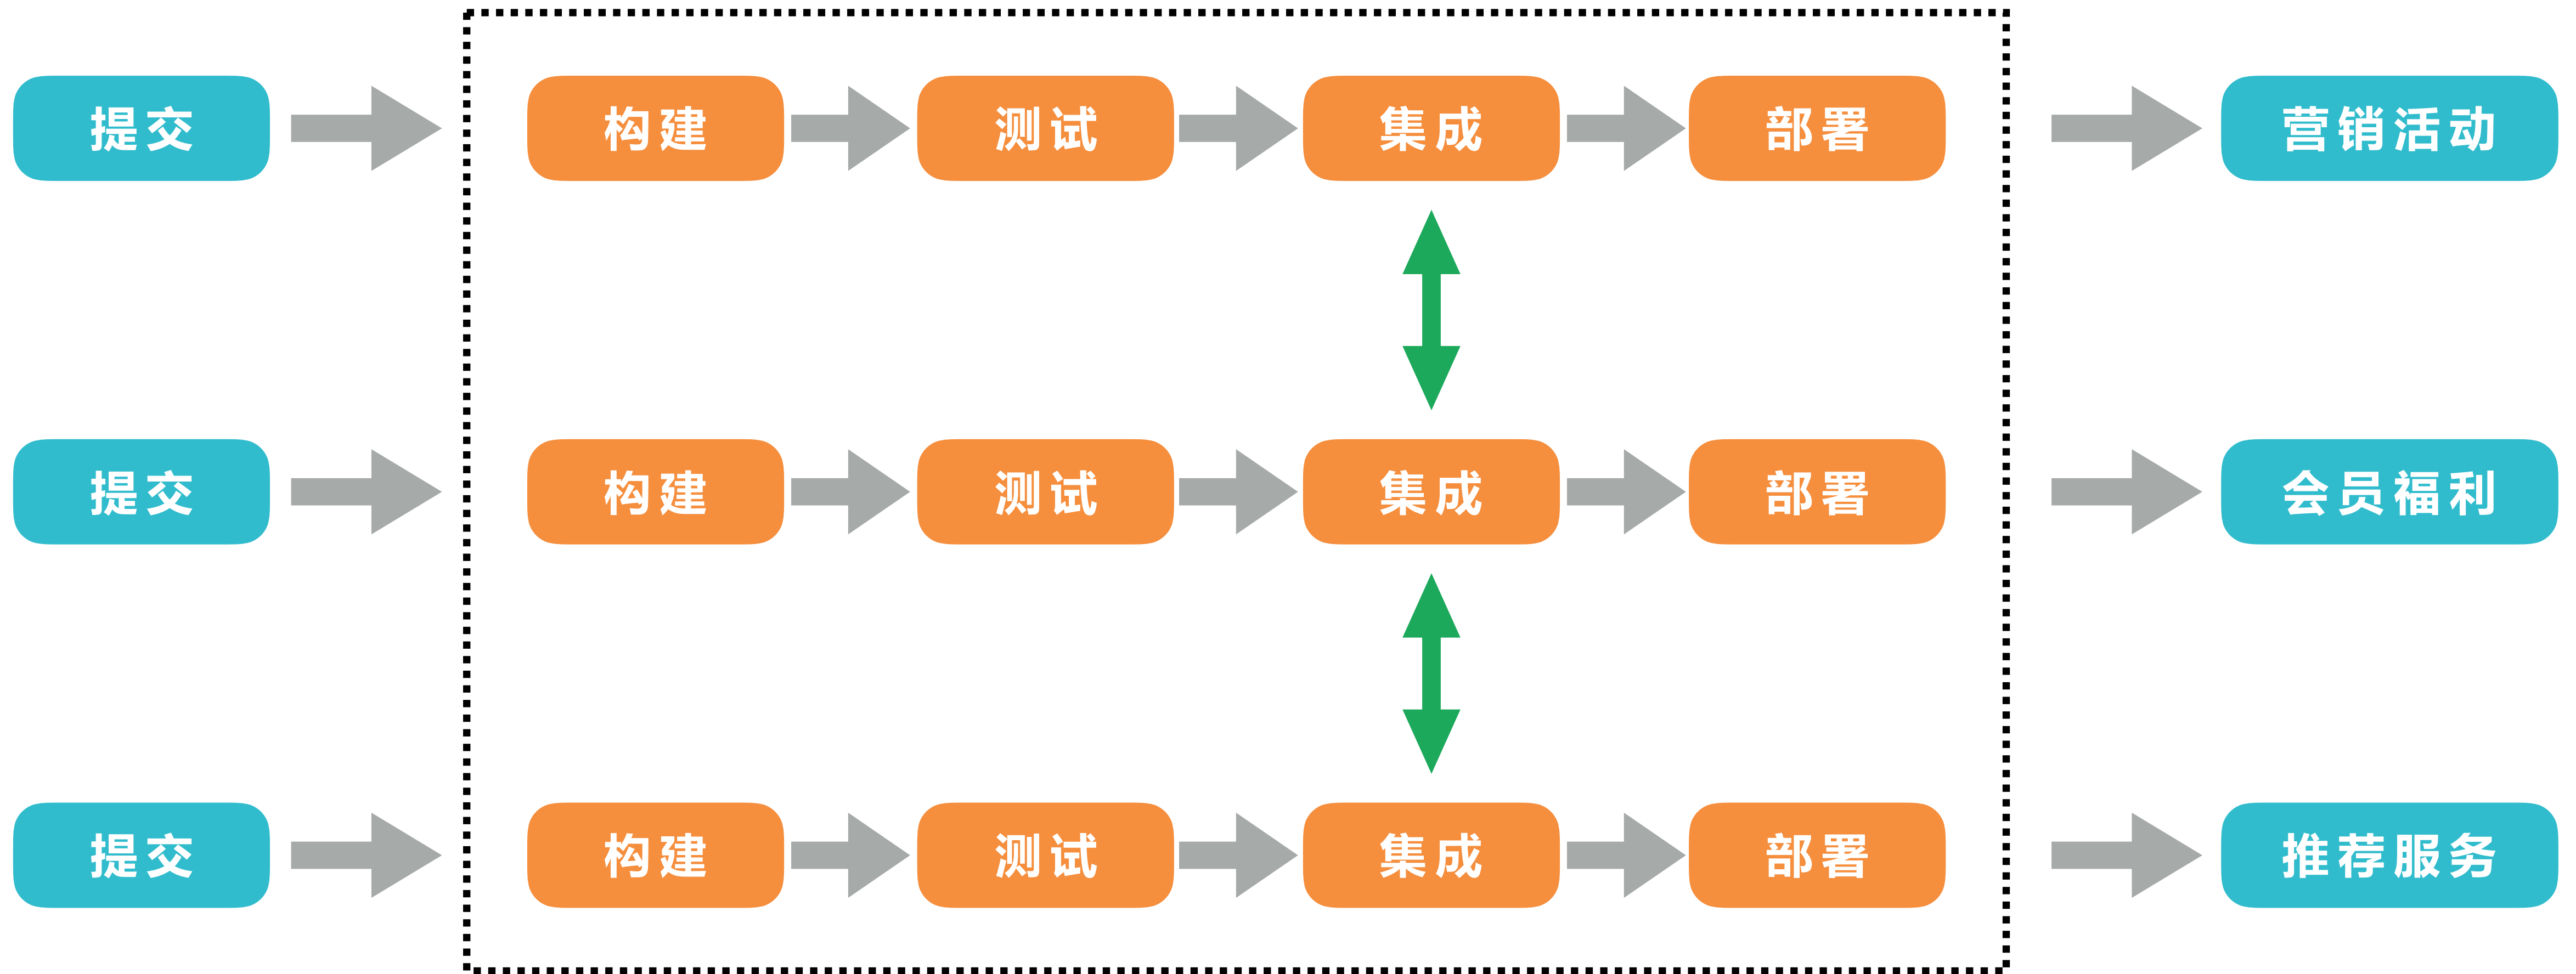 提交 构建 测试 集成 部署 营销活动
提交 构建 测试 集成 部署 会员福利
提交 构建 测试 集成 部署 推荐服务